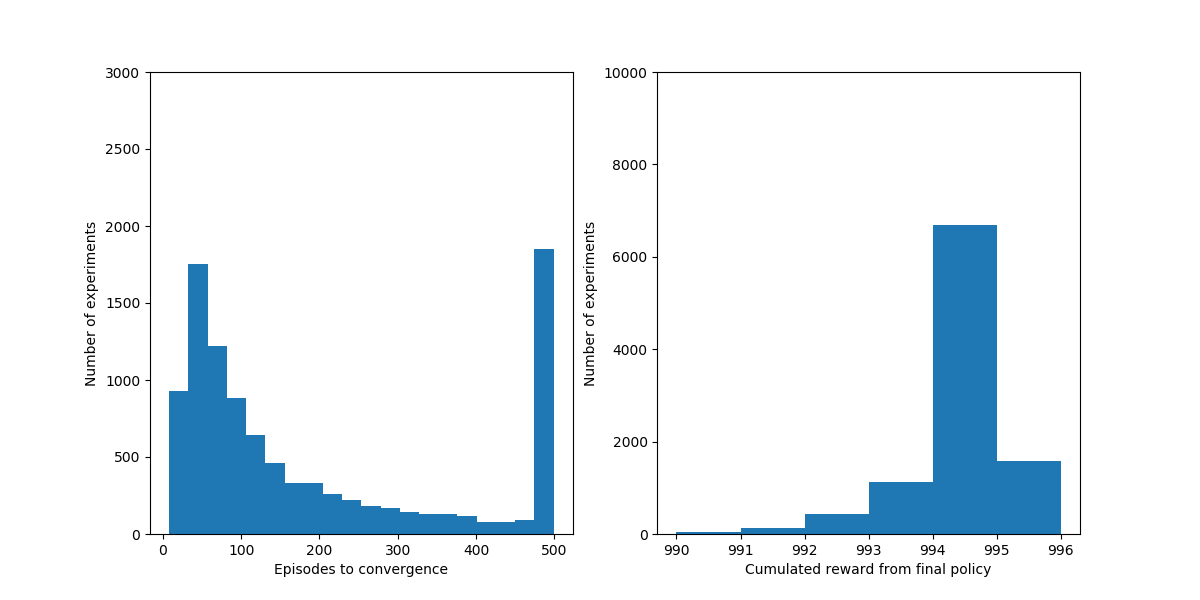 3000
2500
2000
1500
1000
500
0
Number of experiments
0 100 200 300 400 500
Episodes to convergence
10000
8000
6000
4000
2000
0
Number of experiments
990 991 992 993 994 995 996
Cumulated reward from final policy